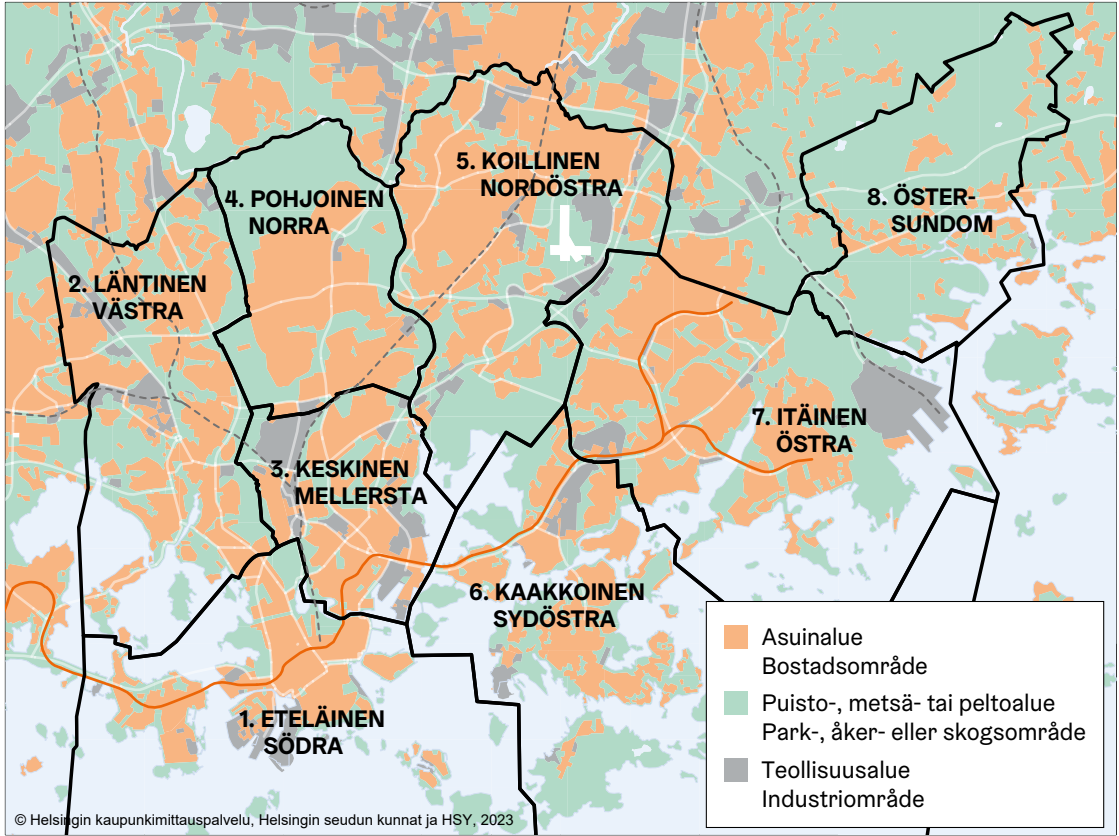 5. KOILLINEN
NORDÖSTRA
4. POHJOINEN
NORRA
8. ÖSTER-
SUNDOM
2. LÄNTINEN
VÄSTRA
7. ITÄINEN
ÖSTRA
3. KESKINEN
MELLERSTA
6. KAAKKOINEN
SYDÖSTRA
1. ETELÄINEN
SÖDRA
Asuinalue
Bostadsområde
Puisto-, metsä- tai peltoalue
Park-, åker- eller skogsområde
Teollisuusalue
Industriområde
© Helsingin kaupunkimittauspalvelu, Helsingin seudun kunnat ja HSY, 2023